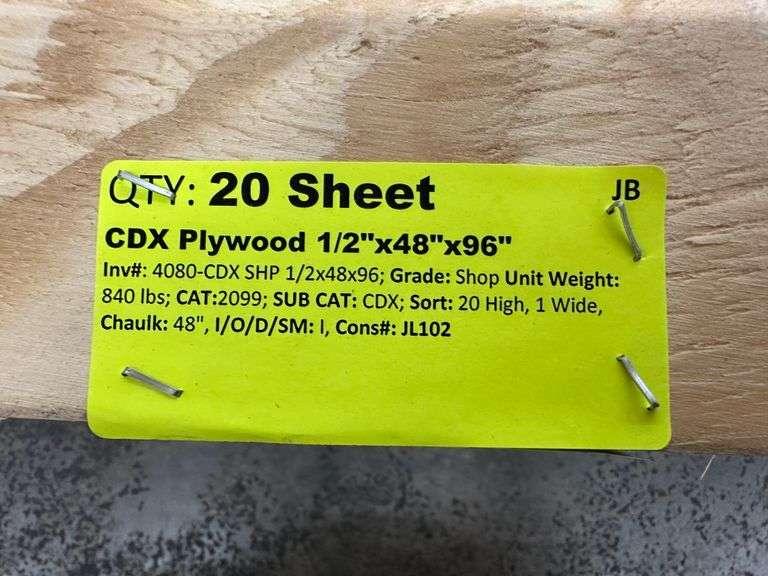 QTY: 20 Sheet JB
CDX Plywood 1/2"x48"x96"
Inv#: 4080-CDX SHP 1/2x48x96; Grade: Shop Unit Weight:
840 lbs; CAT:2099; SUB CAT: CDX; Sort: 20 High, 1 Wide,
Chaulk: 48", I/O/D/SM: I, Cons#: JL102